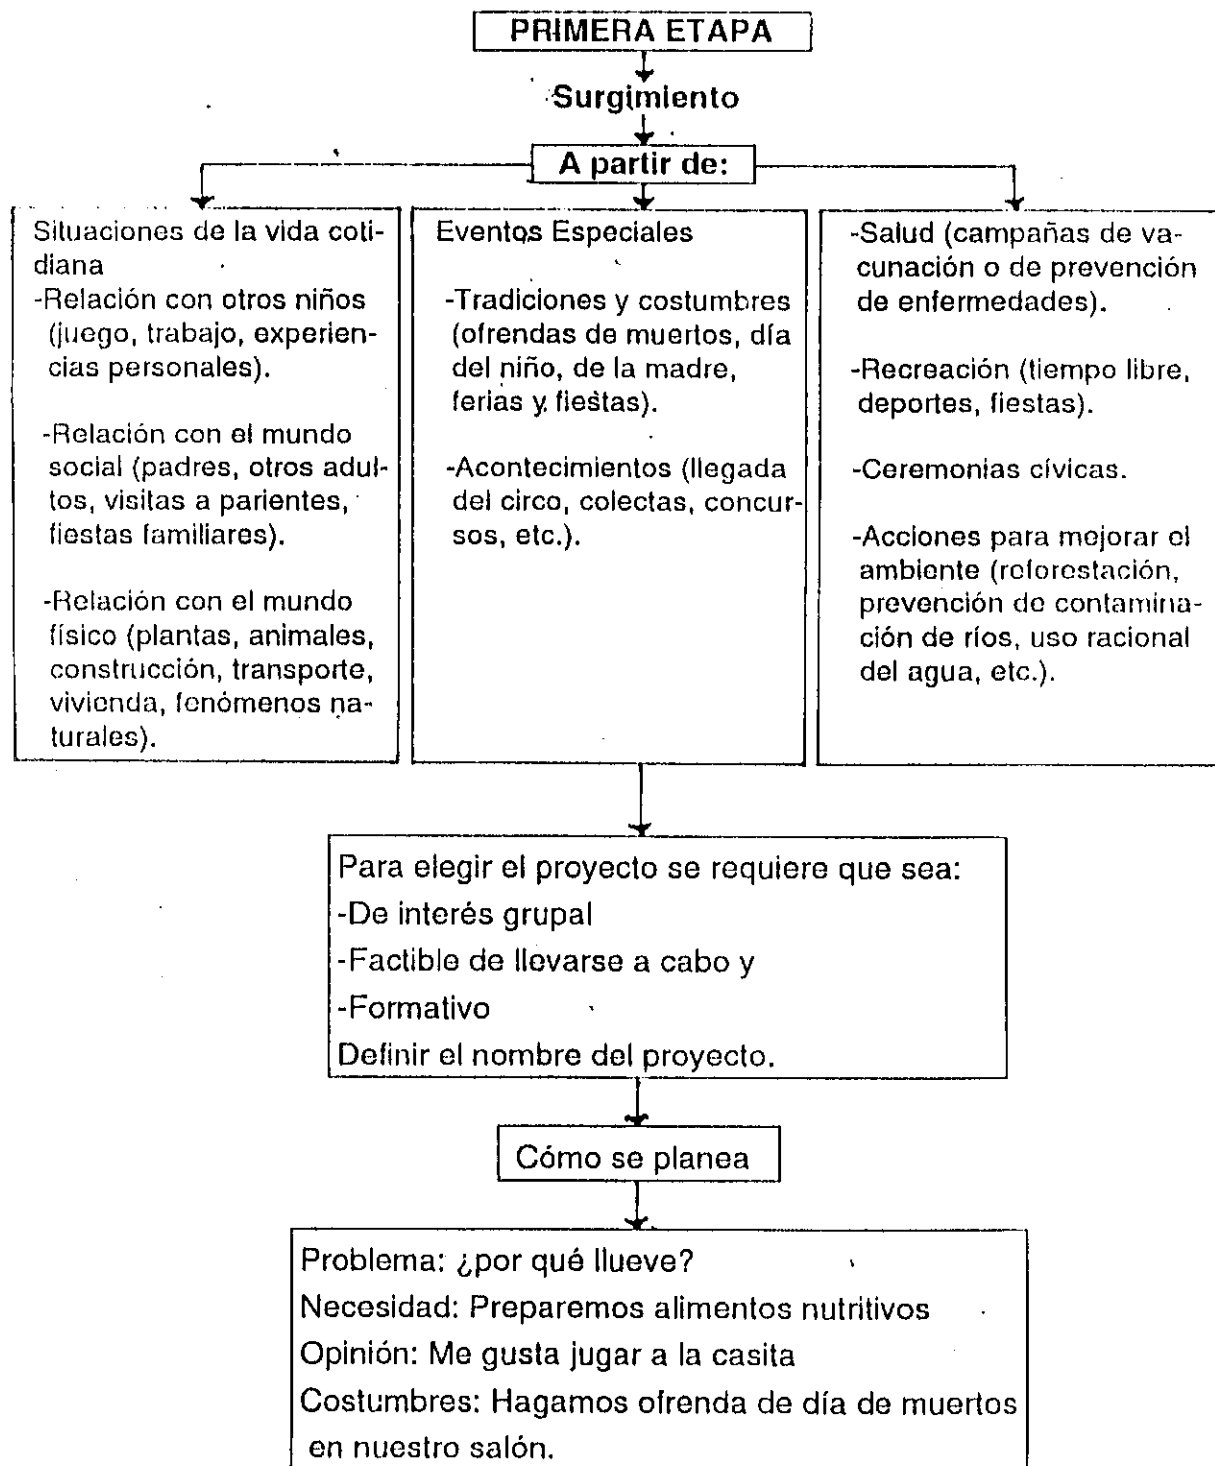 PRIMERA ETAPA
Surgimiento
A partir de:
Situaciones de la vida coti-
diana
-Relación con otros niños
(juego, trabajo, experien-
cias personales).
-Relación con el mundo
social (padres, otros adul-
tos, visitas a parientes,
fiestas familiares).
-Relación con el mundo
físico (plantas, animales,
construcción, transporte,
vivienda, fenómenos na-
turales).
Eventos Especiales
-Tradiciones y costumbres
(ofrendas de muertos, día
del niño, de la madre,
ferias y fiestas).
-Acontecimientos (llegada
del circo, colectas, concur-
sos, etc.).
-Salud (campañas de va-
cunación o de prevención
de enfermedades).
-Recreación (tiempo libre,
deportes, fiestas).
-Ceremonias cívicas.
-Acciones para mejorar el
ambiente (reforestación,
prevención de contamina-
ción de ríos, uso racional
del agua, etc.).
Para elegir el proyecto se requiere que sea:
-De interés grupal
-Factible de llevarse a cabo y
-Formativo
Definir el nombre del proyecto.
Cómo se planea
Problema: ¿por qué llueve?
Necesidad: Preparemos alimentos nutritivos
Opinión: Me gusta jugar a la casita
Costumbres: Hagamos ofrenda de día de muertos
en nuestro salón.